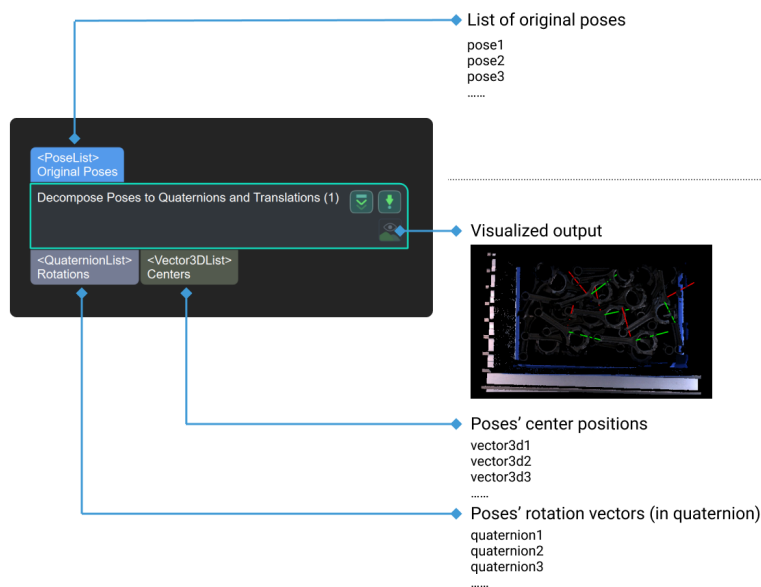 List of original poses
pose1
pose2
pose3
......
<PoseList>
Original Poses
Decompose Poses to Quaternions and Translations (1)
<QuaternionList>
Rotations
<Vector3DList>
Centers
Visualized output
Poses’ center positions
vector3d1
vector3d2
vector3d3
......
Poses’ rotation vectors (in quaternion)
quaternion1
quaternion2
quaternion3
......